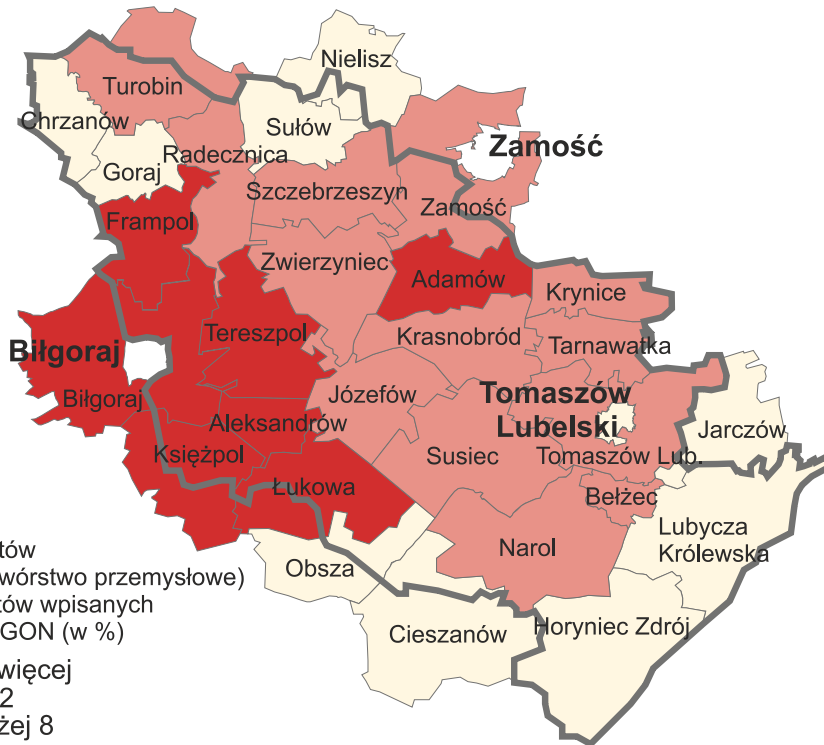 Nielisz
Turobin
Chrzanów
Sułów
Zamość
Goraj
Radecznica
Szczebrzeszyn
Zamość
Frampol
Zwierzyniec
Adamów
Krynice
Biłgoraj
Tereszpol
Krasnobród
Tarnawatka
Biłgoraj
Józefów
Tomaszów
Lubelski
Aleksandrów
Jarczów
Księżpol
Susiec
Tomaszów Lub.
Łukowa
Bełżec
Lubycza
Królewska
Narol
Obsza
Cieszanów
Horyniec Zdrój
tów
wórstwo przemysłowe)
tów wpisanych
GON (w %)
więcej
2
żej 8